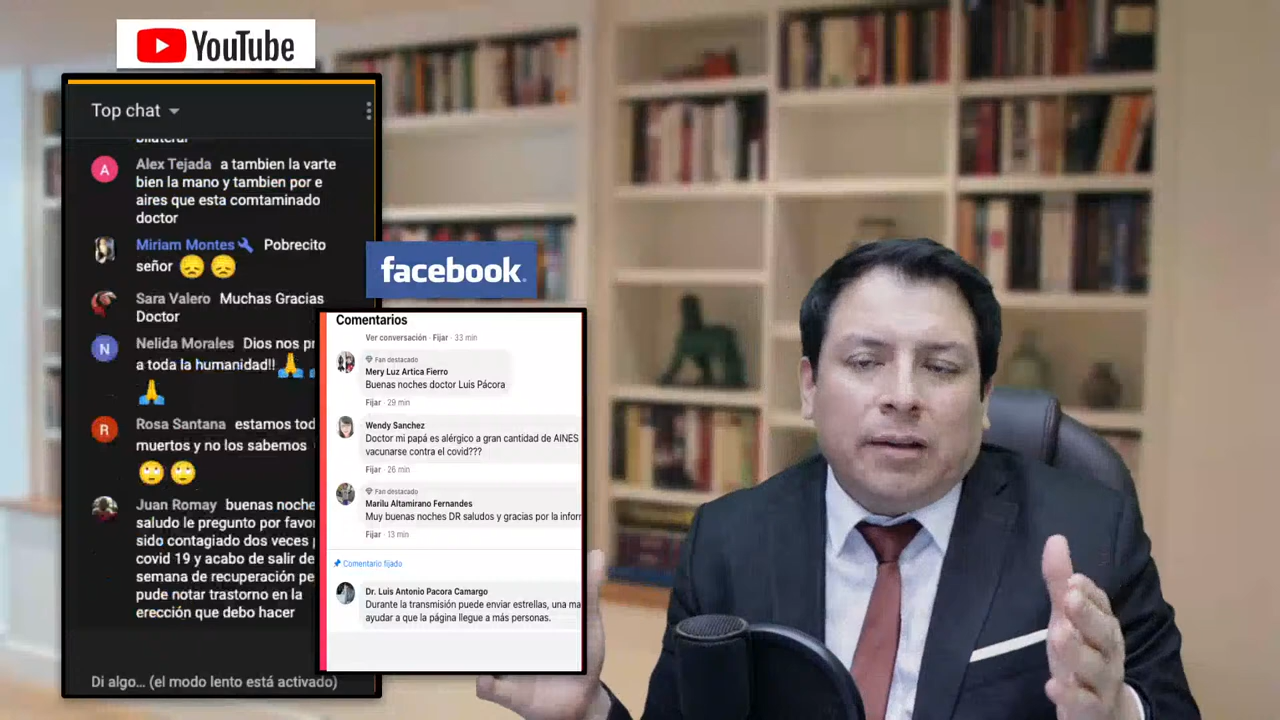 YouTube
Top chat
bilateral
A
Alex Tejada a tambien la varte
bien la mano y tambien por e
aires que esta comtaminado
doctor
Miriam Montes Pobrecito
señor
Sara Valero Muchas Gracias
Doctor
N
Nelida Morales Dios nos pr
a toda la humanidad!!
R
Rosa Santana estamos tod
muertos y no los sabemos
Juan Romay buenas noche
saludo le pregunto por favor
sido contagiado dos veces p
covid 19 y acabo de salir de
semana de recuperación pe
pude notar trastorno en la
erección que debo hacer
Di algo... (el modo lento está activado)
facebook
Comentarios
Ver conversación · Fijar · 33 min
Fan destacado
Mery Luz Artica Fierro
Buenas noches doctor Luis Pácora
Fijar · 29 min
Wendy Sanchez
Doctor mi papá es alérgico a gran cantidad de AINES
vacunarse contra el covid???
Fijar · 26 min
Fan destacado
Marilu Altamirano Fernandes
Muy buenas noches DR saludos y gracias por la infor
Fijar · 13 min
Comentario fijado
Dr. Luis Antonio Pacora Camargo
Durante la transmisión puede enviar estrellas, una ma
ayudar a que la página llegue a más personas.